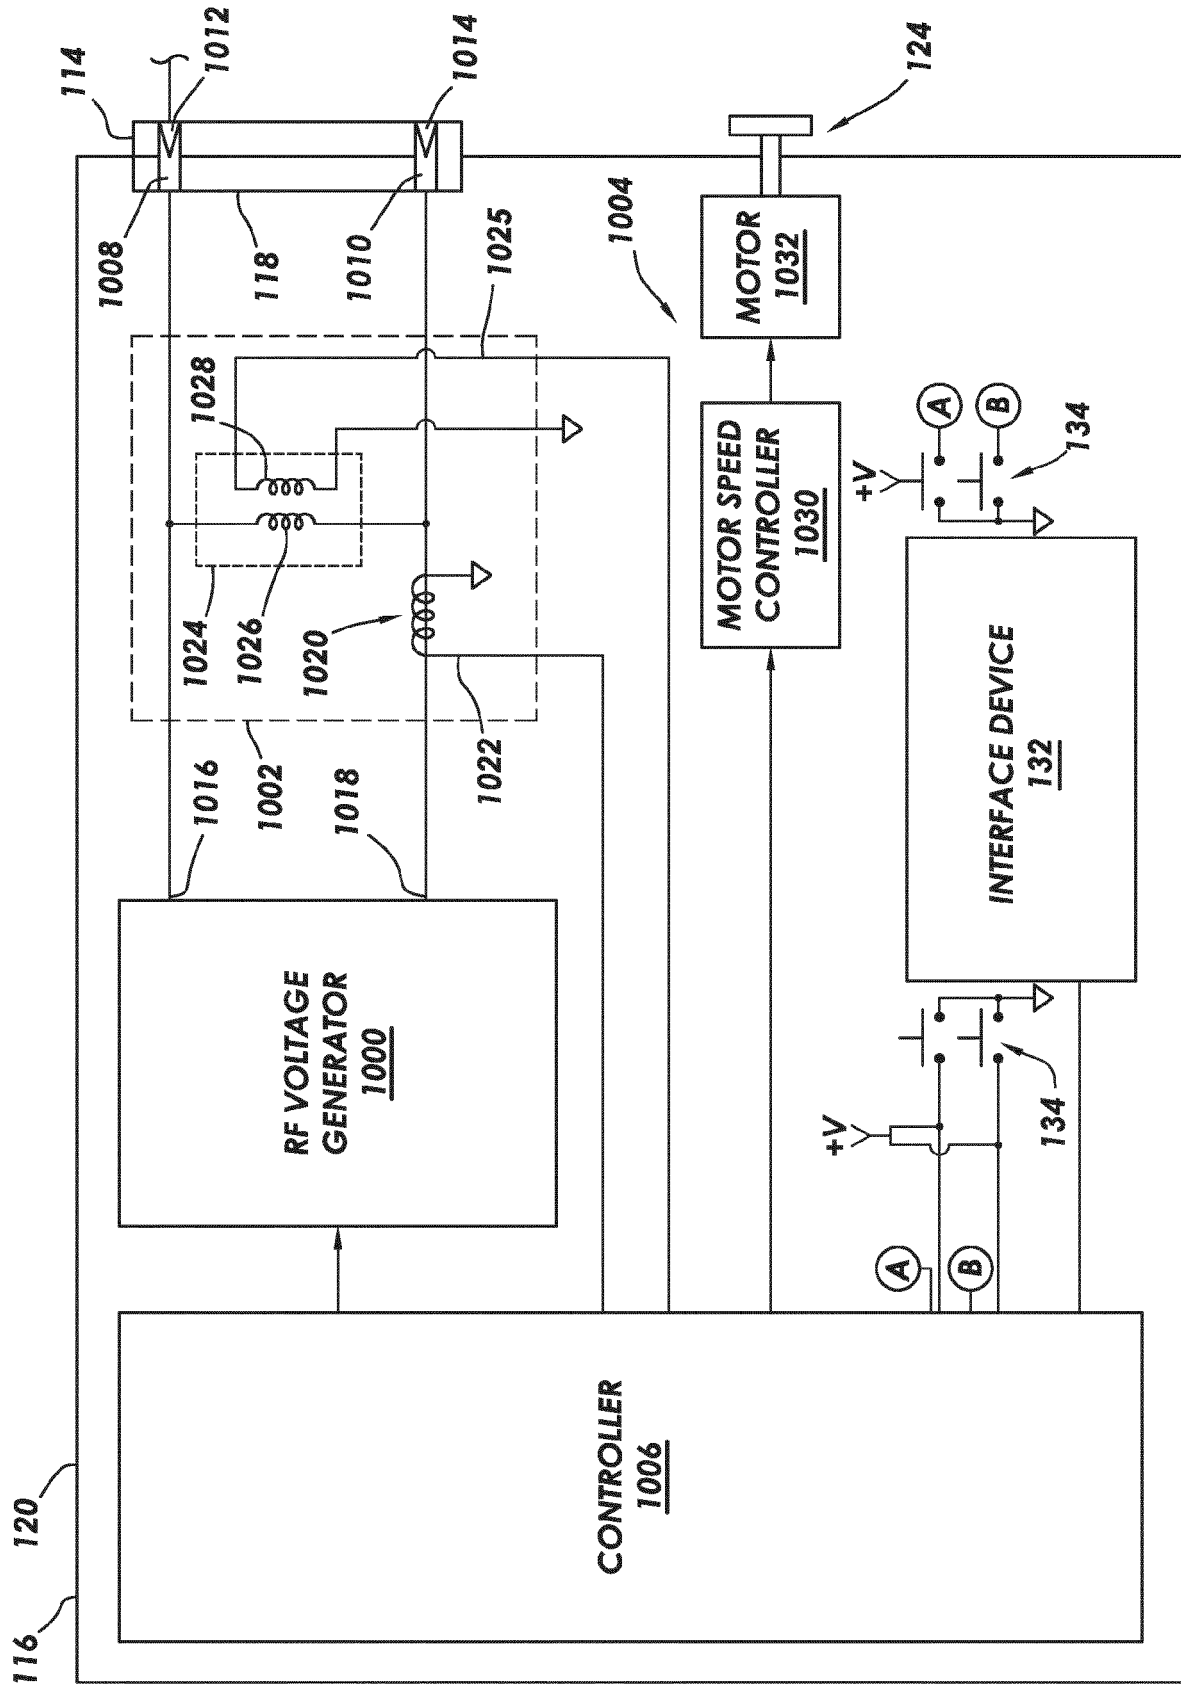 116
120
114
1012
1008
118
1010
1014
1016
1002
1018
1024
1026
1028
1020
1022
1025
RF VOLTAGE
GENERATOR
1000
CONTROLLER
1006
1004
MOTOR SPEED
CONTROLLER
1030
MOTOR
1032
124
A
B
+V
134
INTERFACE DEVICE
132
+V
134
A
B